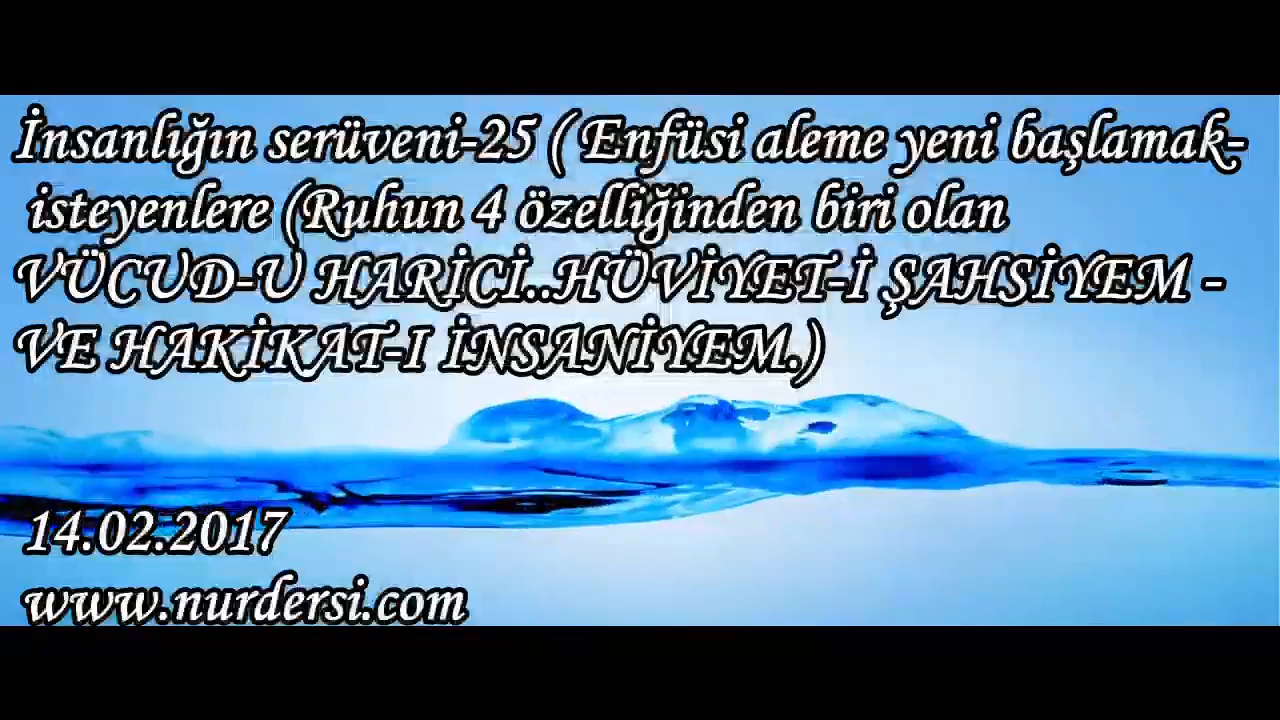 İnsanlığın serüveni-25 ( Enfüsi aleme yeni başlamak-
isteyenlere (Ruhun 4 özelliğinden biri olan
VÜCUD-U HARİCİ..HÜVİYET-İ ŞAHSİYEM -
VE HAKİKAT-I İNSANİYEM.)
14.02.2017
www.nurdersi.com